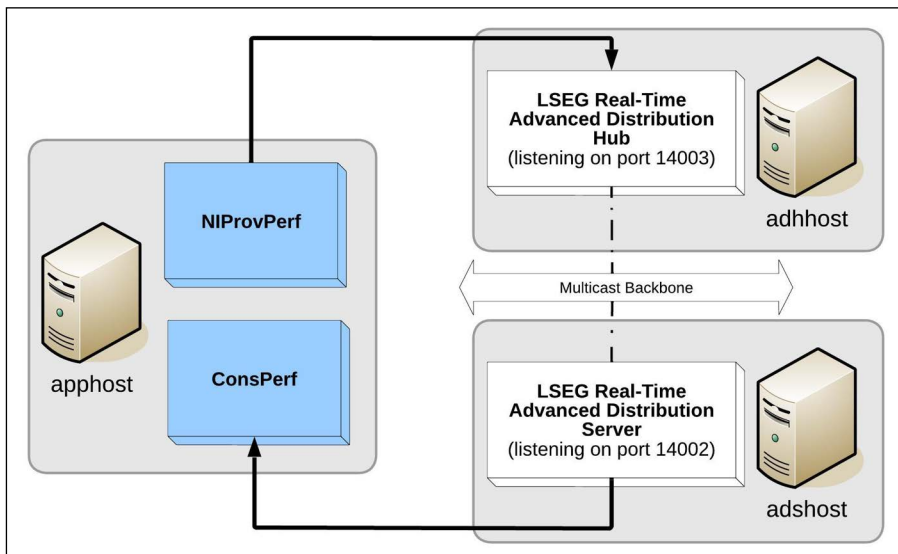 LSEG Real-Time
Advanced Distribution
Hub
(listening on port 14003)
adhhost
NIProvPerf
Multicast Backbone
ConsPerf
apphost
LSEG Real-Time
Advanced Distribution
Server
(listening on port 14002)
adshost